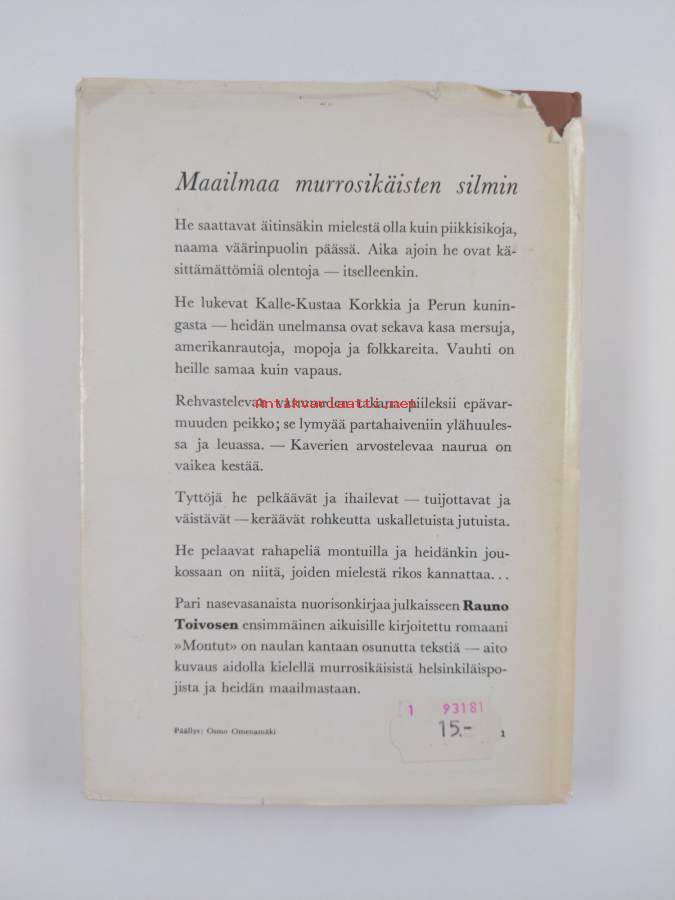 Maailmaa murrosikäisten silmin
He saattavat äitinsäkin mielestä olla kuin piikkisikoja,
naama väärinpuolin päässä. Aika ajoin he ovat kä-
sittämättömiä olentoja — itselleenkin.
He lukevat Kalle-Kustaa Korkkia ja Perun kunin-
gasta — heidän unelmansa ovat sekava kasa mersuja,
amerikanrautoja, mopoja ja folkkareita. Vauhti on
heille samaa kuin vapaus.
Rehvastelevan piileksii epävar-
Antikvariaatti.net
muuden peikko; se lymyää partahaiveniin ylähuules-
sa ja leuassa. — Kaverien arvostelevaa naurua on
vaikea kestää.
Tyttöjä he pelkäävät ja ihailevat — tuijottavat ja
väistävät — keräävät rohkeutta uskalletuista jutuista.
He pelaavat rahapeliä montuilla ja heidänkin jou-
kossaan on niitä, joiden mielestä rikos kannattaa...
Pari nasevasanaista nuorisonkirjaa julkaisseen Rauno
Toivosen ensimmäinen aikuisille kirjoitettu romaani
»Montut» on naulan kantaan osunutta tekstiä — aito
kuvaus aidolla kielellä murrosikäisistä helsinkiläispo-
jista ja heidän maailmastaan.
1 93181
15.-
Päällys: Osmo Omenamäki
1